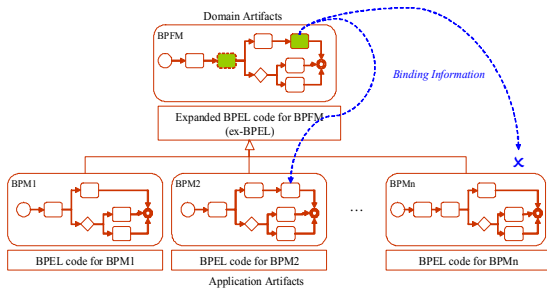 Domain Artifacts
BPFM
Binding Information
Expanded BPEL code for BPFM
(ex-BPEL)
BPM1
BPM2
BPMn
...
BPEL code for BPM1
BPEL code for BPM2
BPEL code for BPMn
Application Artifacts